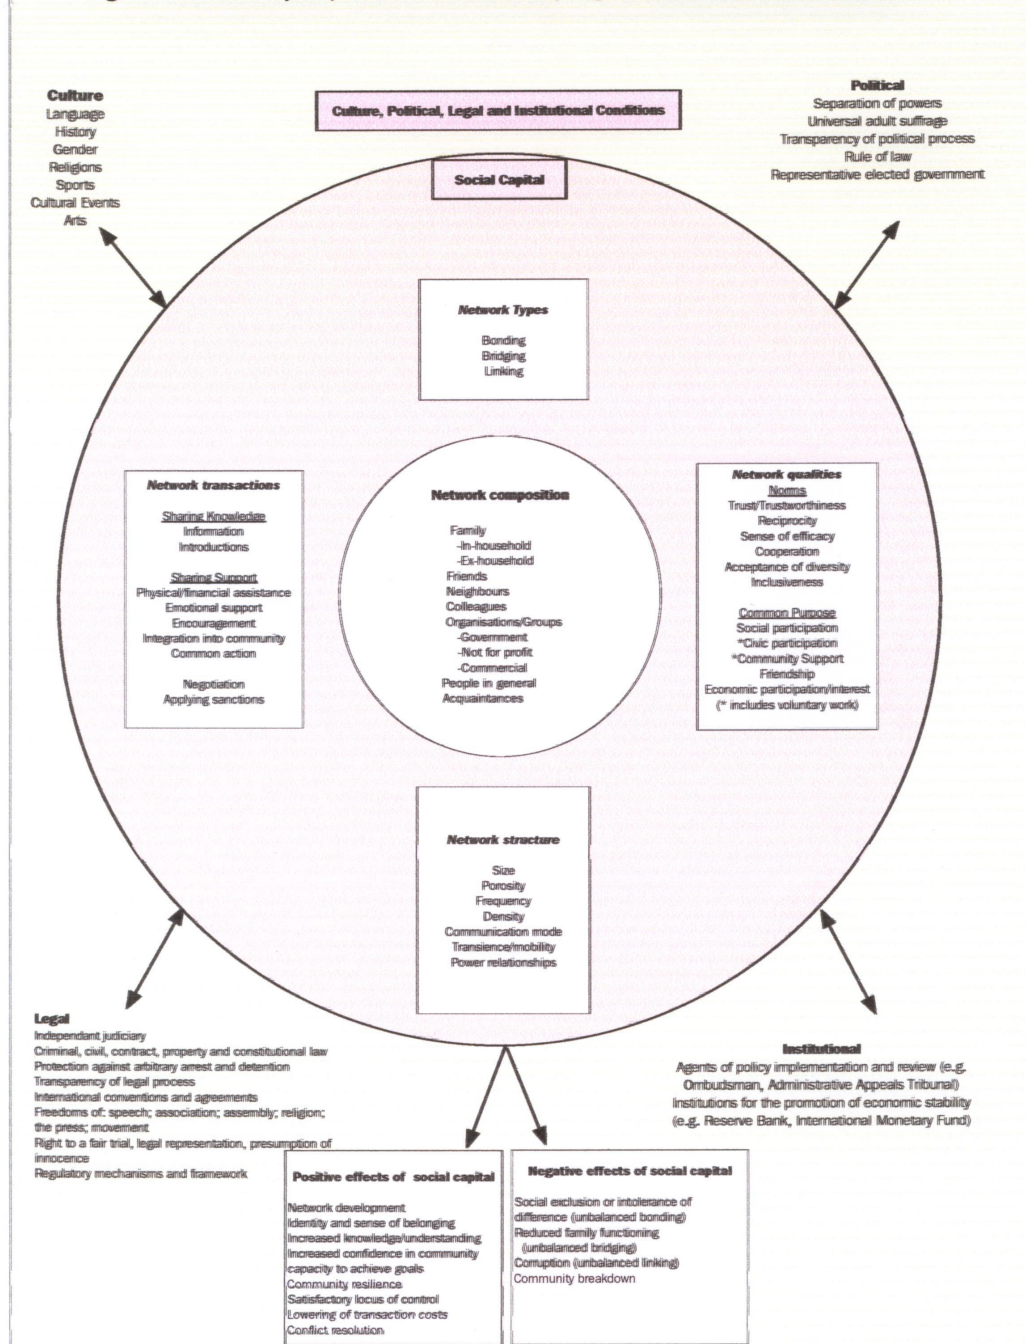 Culture
Language
History
Gender
Religions
Sports
Cultural Events
Arts
Culture, Political, Legal and Institutional Conditions
Political
Separation of powers
Universal adult suffrage
Transparency of political process
Rule of law
Representative elected government
Social Capital
Network Types
Bonding
Bridging
Linking
Network transactions
Sharing Knowledge
Information
Introductions
Sharing Support
Physical/financial assistance
Emotional support
Encouragement
Integration into community
Common action
Negotiation
Applying sanctions
Network composition
Family
-In-household
-Ex-household
Friends
Neighbours
Colleagues
Organisations/Groups
-Government
-Not for profit
-Commercial
People in general
Acquaintances
Network qualities
Norms
Trust/Trustworthiness
Reciprocity
Sense of efficacy
Cooperation
Acceptance of diversity
Inclusiveness
Common Purpose
Social participation
*Civic participation
*Community Support
Friendship
Economic participation/interest
(* includes voluntary work)
Network structure
Size
Porosity
Frequency
Density
Communication mode
Transience/mobility
Power relationships
Legal
Independant judiciary
Criminal, civil, contract, property and constitutional law
Protection against arbitrary arrest and detention
Transparency of legal process
International conventions and agreements
Freedoms of: speech; association; assembly; religion;
the press; movement
Right to a fair trial, legal representation, presumption of
innocence
Regulatory mechanisms and framework
Institutional
Agents of policy implementation and review (e.g.
Ombudsman, Administrative Appeals Tribunal)
Institutions for the promotion of economic stability
(e.g. Reserve Bank, International Monetary Fund)
Positive effects of social capital
Network development
Identity and sense of belonging
Increased knowledge/understanding
Increased confidence in community
capacity to achieve goals
Community resilience
Satisfactory locus of control
Lowering of transaction costs
Conflict resolution
Negative effects of social capital
Social exclusion or intolerance of
difference (unbalanced bonding)
Reduced family functioning
(unbalanced bridging)
Corruption (unbalanced linking)
Community breakdown